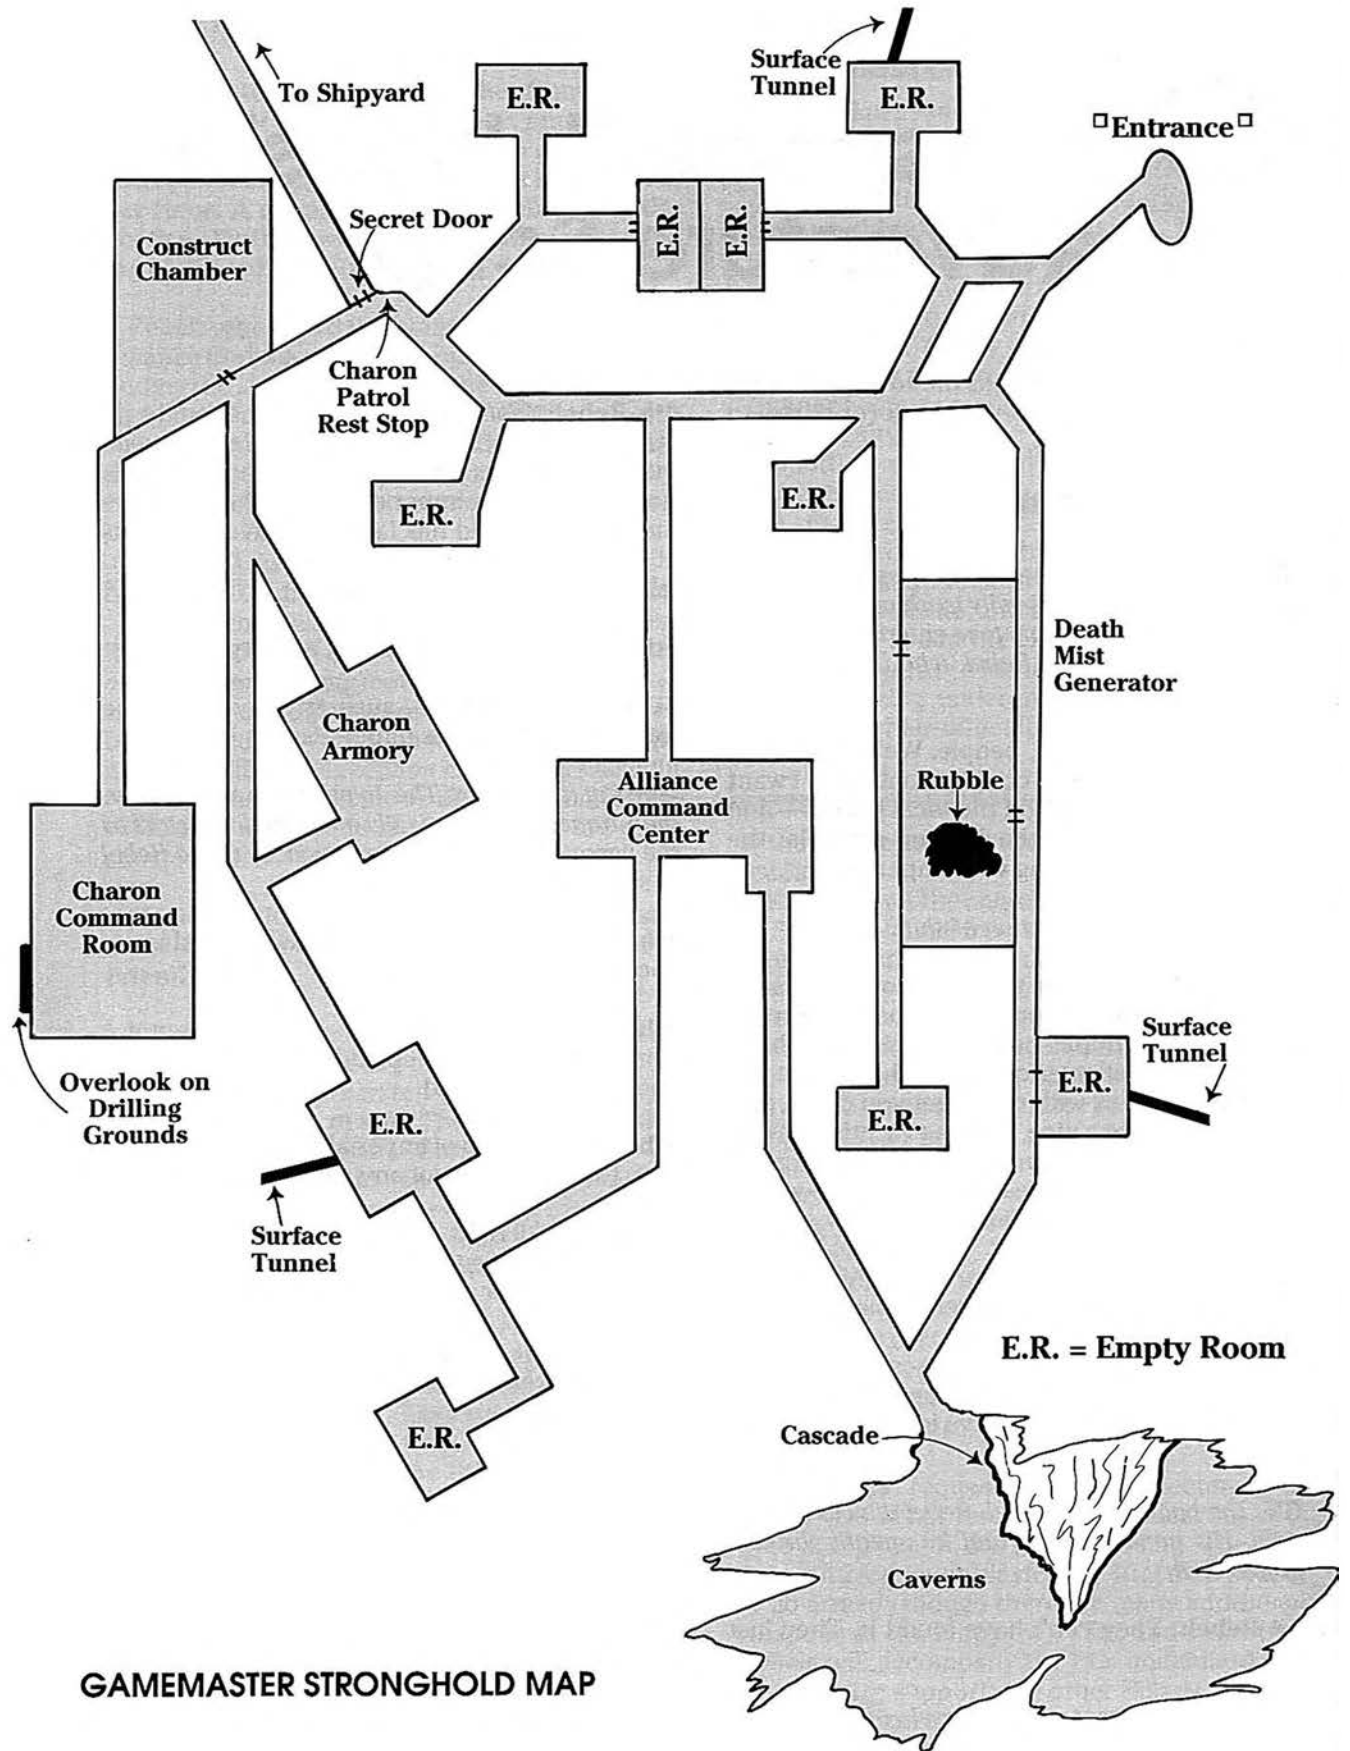 To Shipyard
E.R.
Surface
Tunnel
E.R.
Entrance
Secret Door
E.R.
E.R.
Construct
Chamber
Charon
Patrol
Rest Stop
E.R.
E.R.
Death
Mist
Generator
Charon
Armory
Alliance
Command
Center
Rubble
Charon
Command
Room
Overlook on
Drilling
Grounds
E.R.
E.R.
E.R.
Surface
Tunnel
Surface
Tunnel
E.R. = Empty Room
E.R.
Cascade
Caverns
GAMEMASTER STRONGHOLD MAP